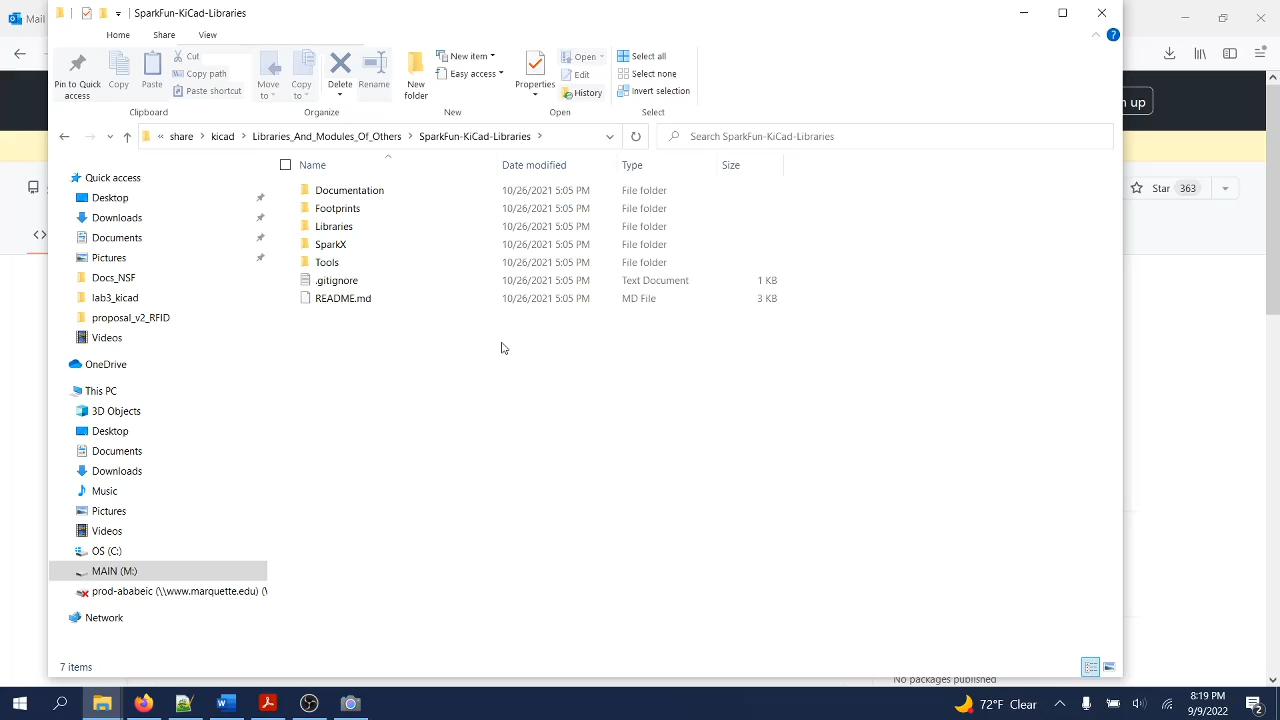 SparkFun-KiCad-Libraries
Mail
Home
Share
View
Pin to Quick access
Copy
Paste
Cut
Copy path
Paste shortcut
Clipboard
Move to
Copy to
Delete
Rename
Organize
New folder
New item
Easy access
New
Properties
Open
Edit
History
Open
Select all
Select none
Invert selection
Select
« share > kicad > Libraries_And_Modules_Of_Others > SparkFun-KiCad-Libraries >
Search SparkFun-KiCad-Libraries
up
Star 363
Name Date modified Type Size
Documentation 10/26/2021 5:05 PM File folder
Footprints 10/26/2021 5:05 PM File folder
Libraries 10/26/2021 5:05 PM File folder
SparkX 10/26/2021 5:05 PM File folder
Tools 10/26/2021 5:05 PM File folder
.gitignore 10/26/2021 5:05 PM Text Document 1 KB
README.md 10/26/2021 5:05 PM MD File 3 KB
Quick access
Desktop
Downloads
Documents
Pictures
Docs_NSF
lab3_kicad
proposal_v2_RFID
Videos
OneDrive
This PC
3D Objects
Desktop
Documents
Downloads
Music
Pictures
Videos
OS (C:)
MAIN (M:)
prod-ababeic (\\www.marquette.edu) (\
Network
7 items
No packages published
72°F Clear
8:19 PM
9/9/2022
2